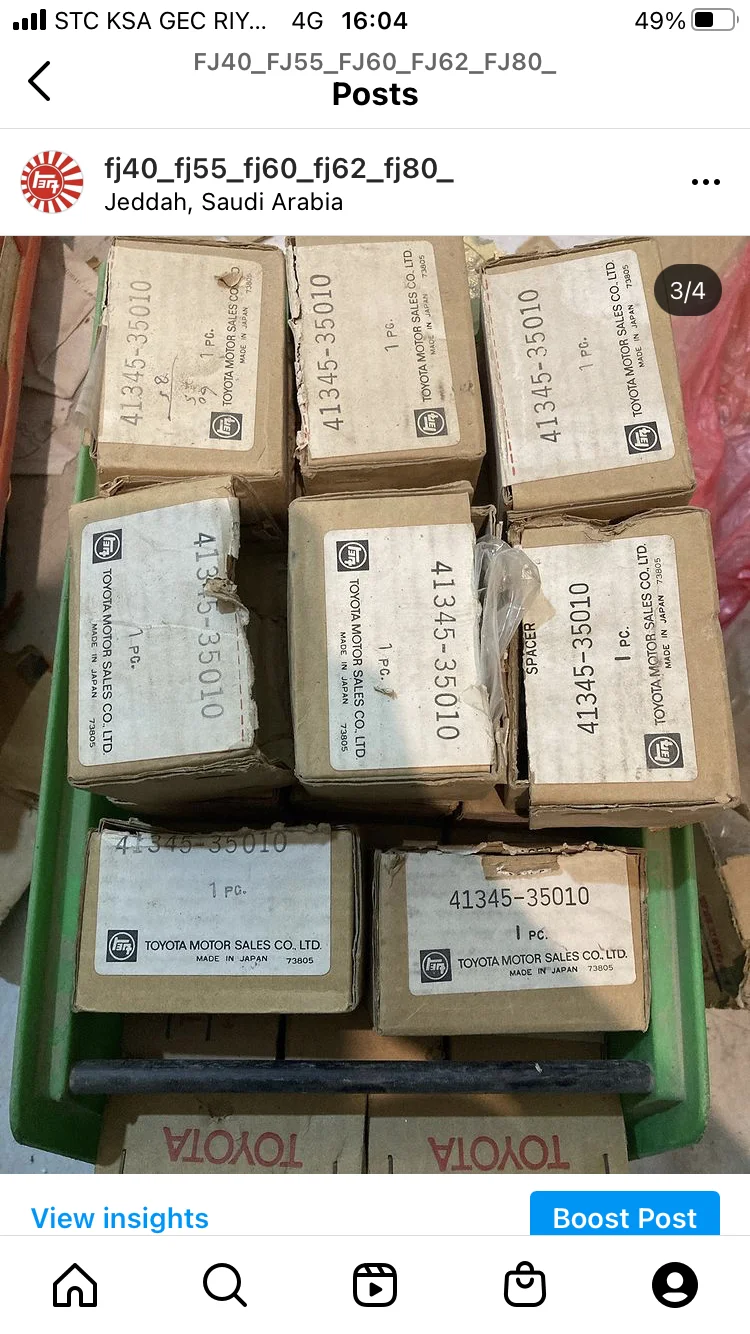 STC KSA GEC RIY... 4G 16:04 49%
FJ40_FJ55_FJ60_FJ62_FJ80_
Posts
fj40_fj55_fj60_fj62_fj80_
Jeddah, Saudi Arabia
3/4
41345-35010
1 PC.
TOYOTA MOTOR SALES CO.
MADE IN JAPAN
41345-35010
1 PC.
TOYOTA MOTOR SALES CO., LTD.
MADE IN JAPAN 73805
41345-35010
1 PC.
TOYOTA MOTOR SALES CO., LTD.
MADE IN JAPAN 73805
41345-35010
1 PC.
TOYOTA MOTOR SALES CO., LTD.
MADE IN JAPAN 73805
41345-35010
1 PC.
TOYOTA MOTOR SALES CO., LTD.
MADE IN JAPAN 73805
SPACER
41345-35010
1 PC.
TOYOTA MOTOR SALES CO., LTD.
MADE IN JAPAN 73805
41345-35010
1 PC.
TOYOTA MOTOR SALES CO., LTD.
MADE IN JAPAN 73805
41345-35010
1 PC.
TOYOTA MOTOR SALES CO., LTD.
MADE IN JAPAN 73805
TOYOTA TOYOTA
View insights
Boost Post